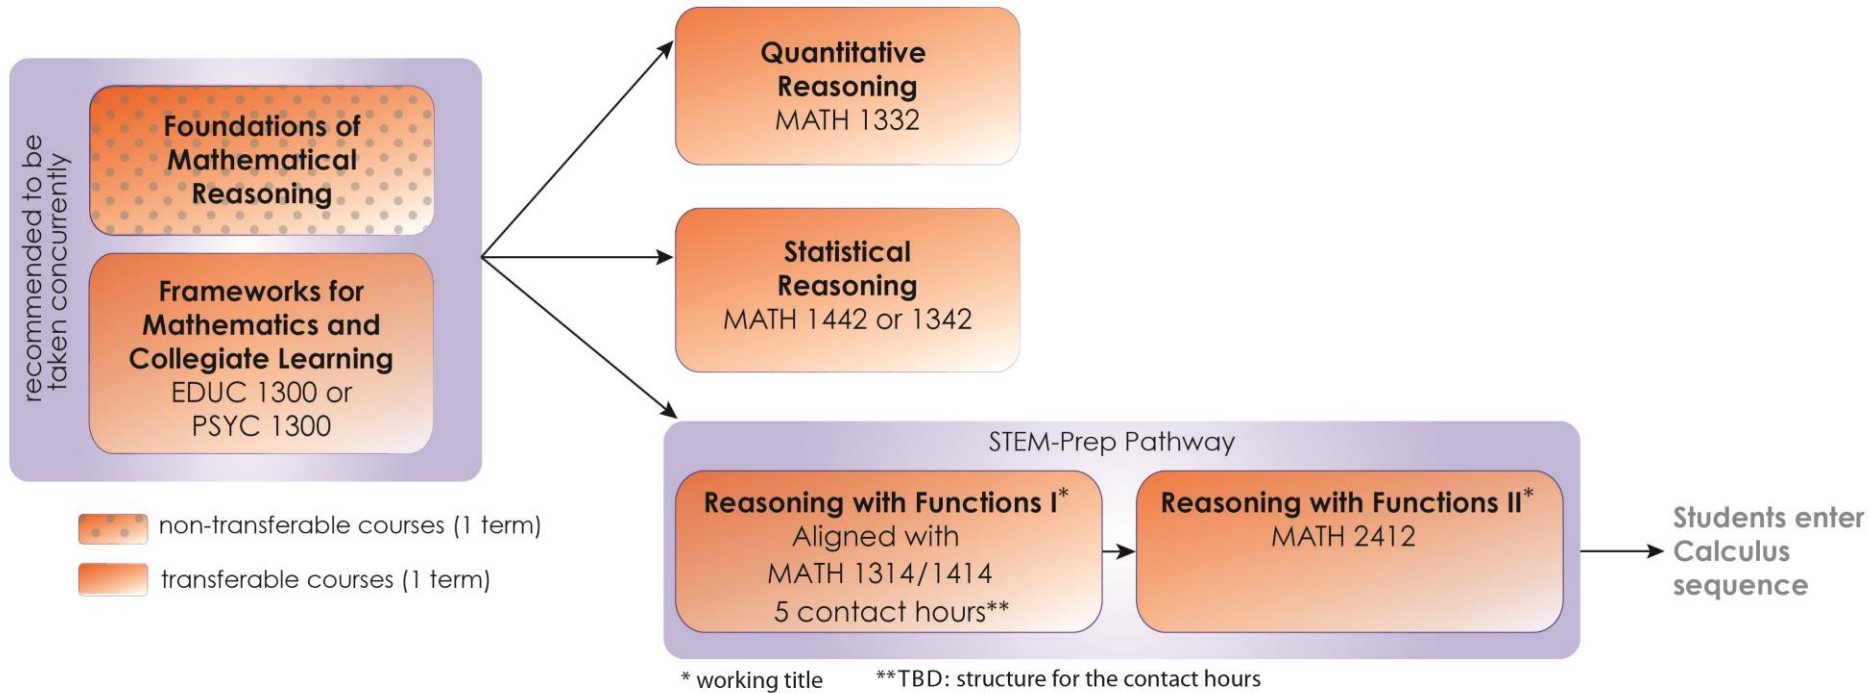 recommended to be
taken concurrently
Foundations of
Mathematical
Reasoning
Frameworks for
Mathematics and
Collegiate Learning
EDUC 1300 or
PSYC 1300
non-transferable courses (1 term)
transferable courses (1 term)
Quantitative
Reasoning
MATH 1332
Statistical
Reasoning
MATH 1442 or 1342
STEM-Prep Pathway
Reasoning with Functions I*
Aligned with
MATH 1314/1414
5 contact hours**
Reasoning with Functions II*
MATH 2412
Students enter
Calculus
sequence
* working title
**TBD: structure for the contact hours